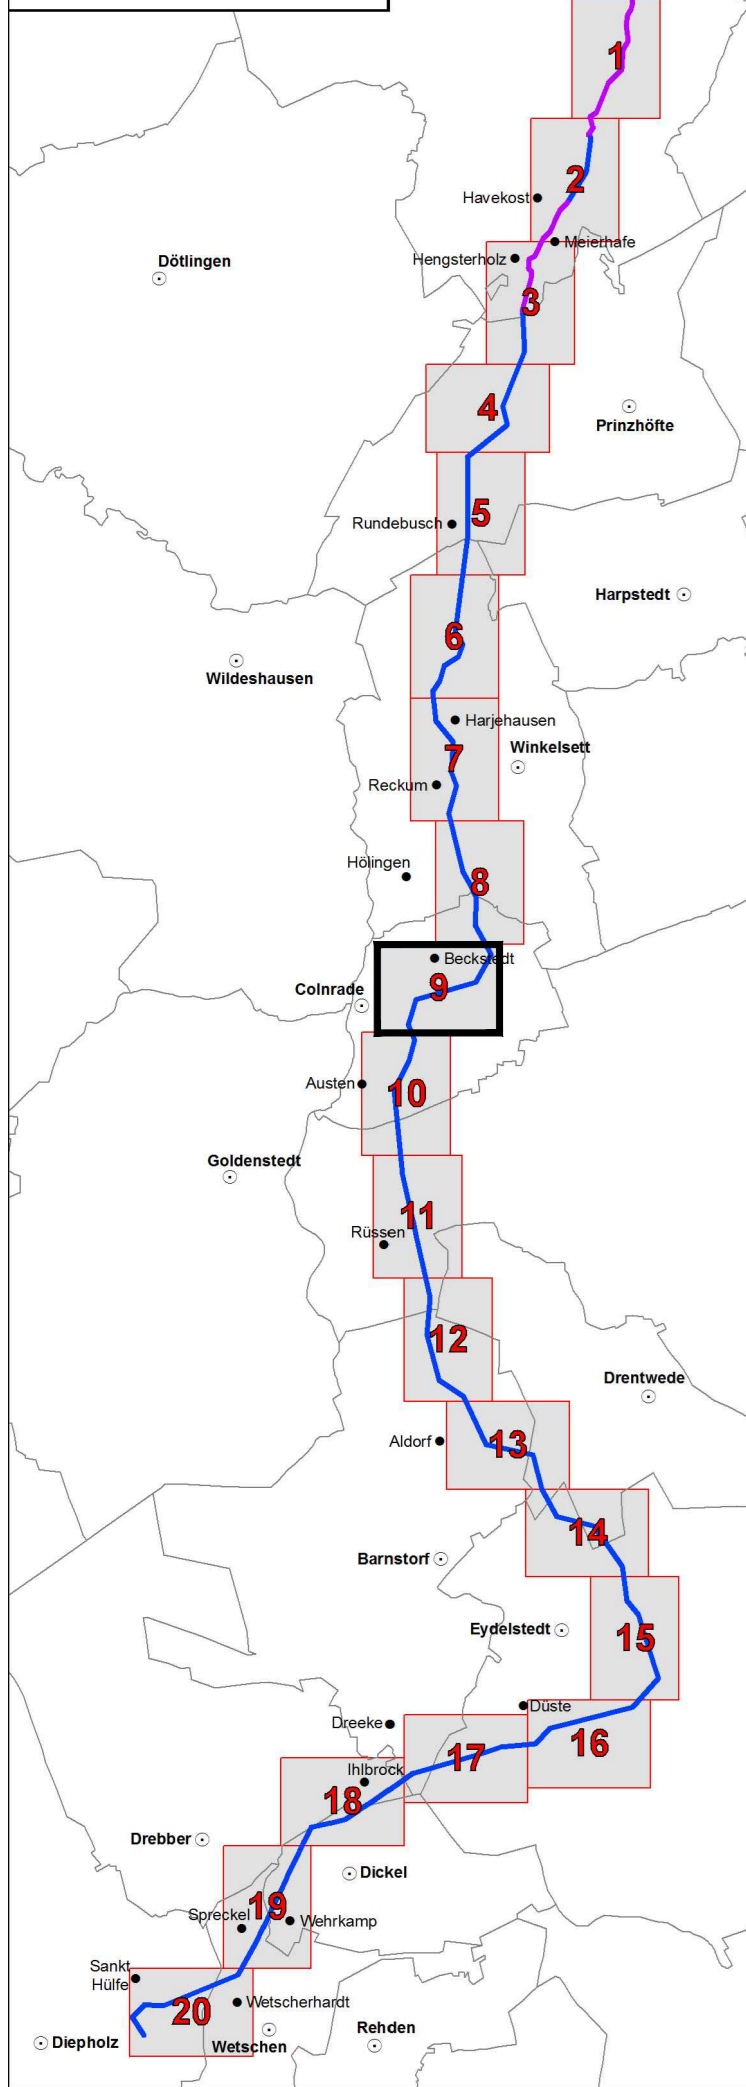 1
2
Havekost
Meierhafe
Hengsterholz
Dötlingen
3
4
Prinzhöfte
5
Rundebusch
Harpstedt
6
Wildeshausen
Harjehausen
Winkelsett
7
Reckum
Hölingen
8
Beckstedt
9
Colnrade
Austen
10
Goldenstedt
11
Rüssen
12
Drentwede
Aldorf
13
14
Barnstorf
Eydelstedt
15
Düste
Dreeke
16
17
Ihlbrock
18
Drebber
Dickel
19
Spreckel
Wehrkamp
Sankt
Hülfe
20
Wetscherhardt
Diepholz
Wetschen
Rehden